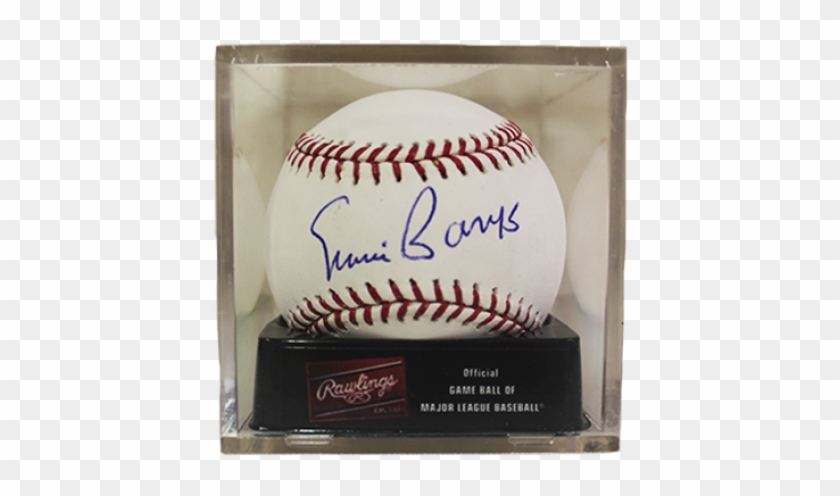 Ernie Banks
Rawlings
Official
GAME BALL OF
MAJOR LEAGUE BASEBALL®